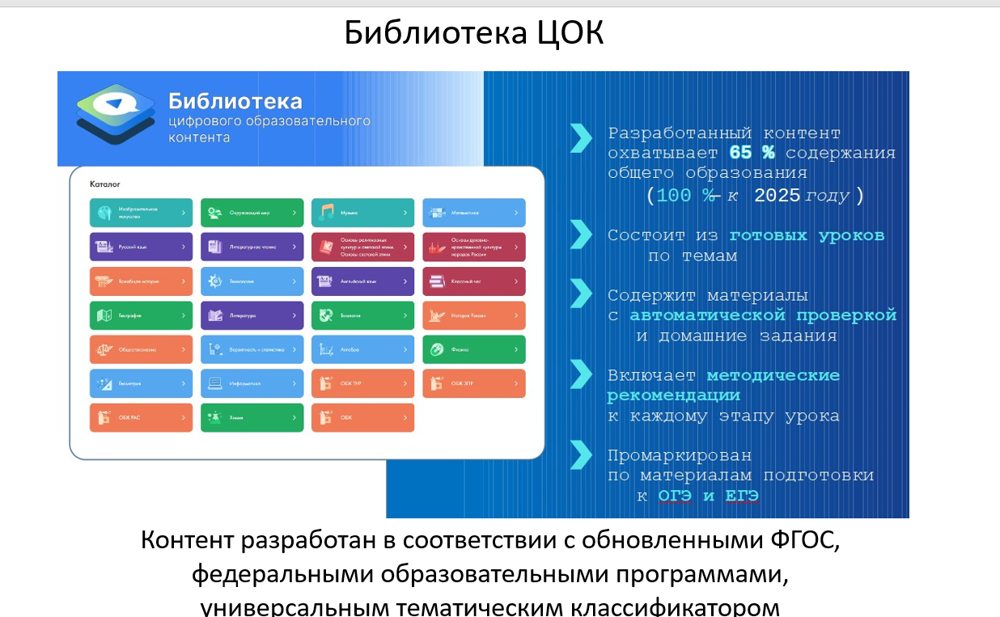 Библиотека ЦОК
Библиотека
цифрового образовательного
контента
Каталог
Изобразительное
искусство
Окружающий мир
Музыка
Математика
Русский язык
Литературное чтение
Основы религиозных
культур и светской этики.
Основы светской этики
Основы духовно-
нравственной культуры
народов России
Всеобщая история
Технология
Английский язык
Классный час
География
Литература
Биология
История России
Обществознание
Вероятность и статистика
Алгебра
Физика
Геометрия
Информатика
ОБЖ ТНР
ОБЖ ЗПР
ОБЖ РАС
Химия
ОБЖ
Разработанный контент
охватывает 65 % содержания
общего образования
(100 %– к 2025 году)
Состоит из готовых уроков
по темам
Содержит материалы
с автоматической проверкой
и домашние задания
Включает методические
рекомендации
к каждому этапу урока
Промаркирован
по материалам подготовки
к ОГЭ и ЕГЭ
Контент разработан в соответствии с обновленными ФГОС,
федеральными образовательными программами,
универсальным тематическим классификатором